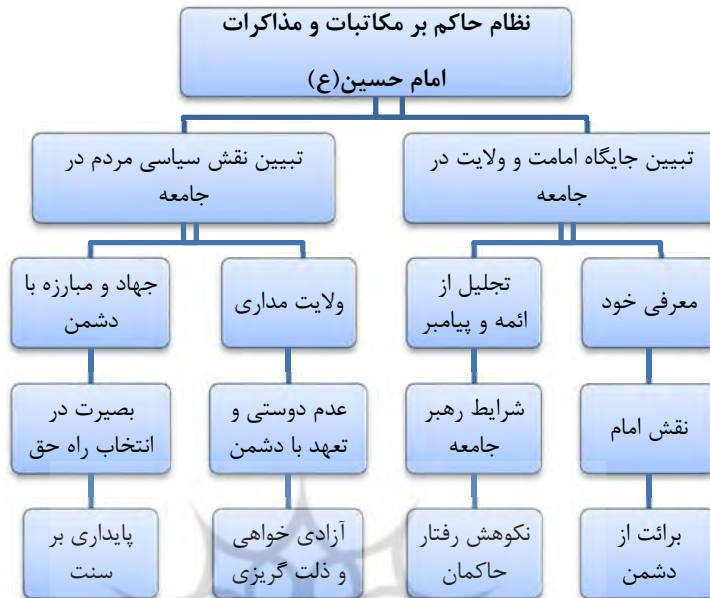 نظام حاکم بر مکاتبات و مذاکرات
امام حسین(ع)
تبیین جایگاه امامت و ولایت در
جامعه
تبیین نقش سیاسی مردم در
جامعه
معرفی خود
تجلیل از
ائمه و پیامبر
ولایت مداری
جهاد و مبارزه با
دشمن
نقش امام
شرایط رهبر
جامعه
عدم دوستی و
تعهد با دشمن
بصیرت در
انتخاب راه حق
برائت از
دشمن
نکوهش رفتار
حاکمان
آزادی خواهی
و ذلت گریزی
پایداری بر
سنت